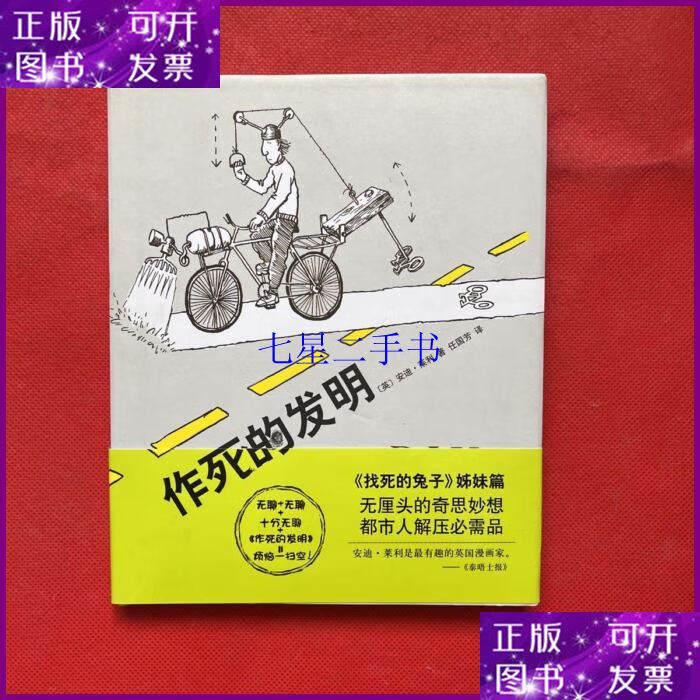 正版 可开
图书 发票
七星二手书
[英] 安迪·莱利 著 任国芳 译
作死的发明
《找死的兔子》姊妹篇
无厘头的奇思妙想
都市人解压必需品
安迪·莱利是最有趣的英国漫画家。
——《泰晤士报》
无聊+无聊
+
十分无聊
+
《作死的发明》
=
烦恼一扫空！
正版 可开
图书 发票